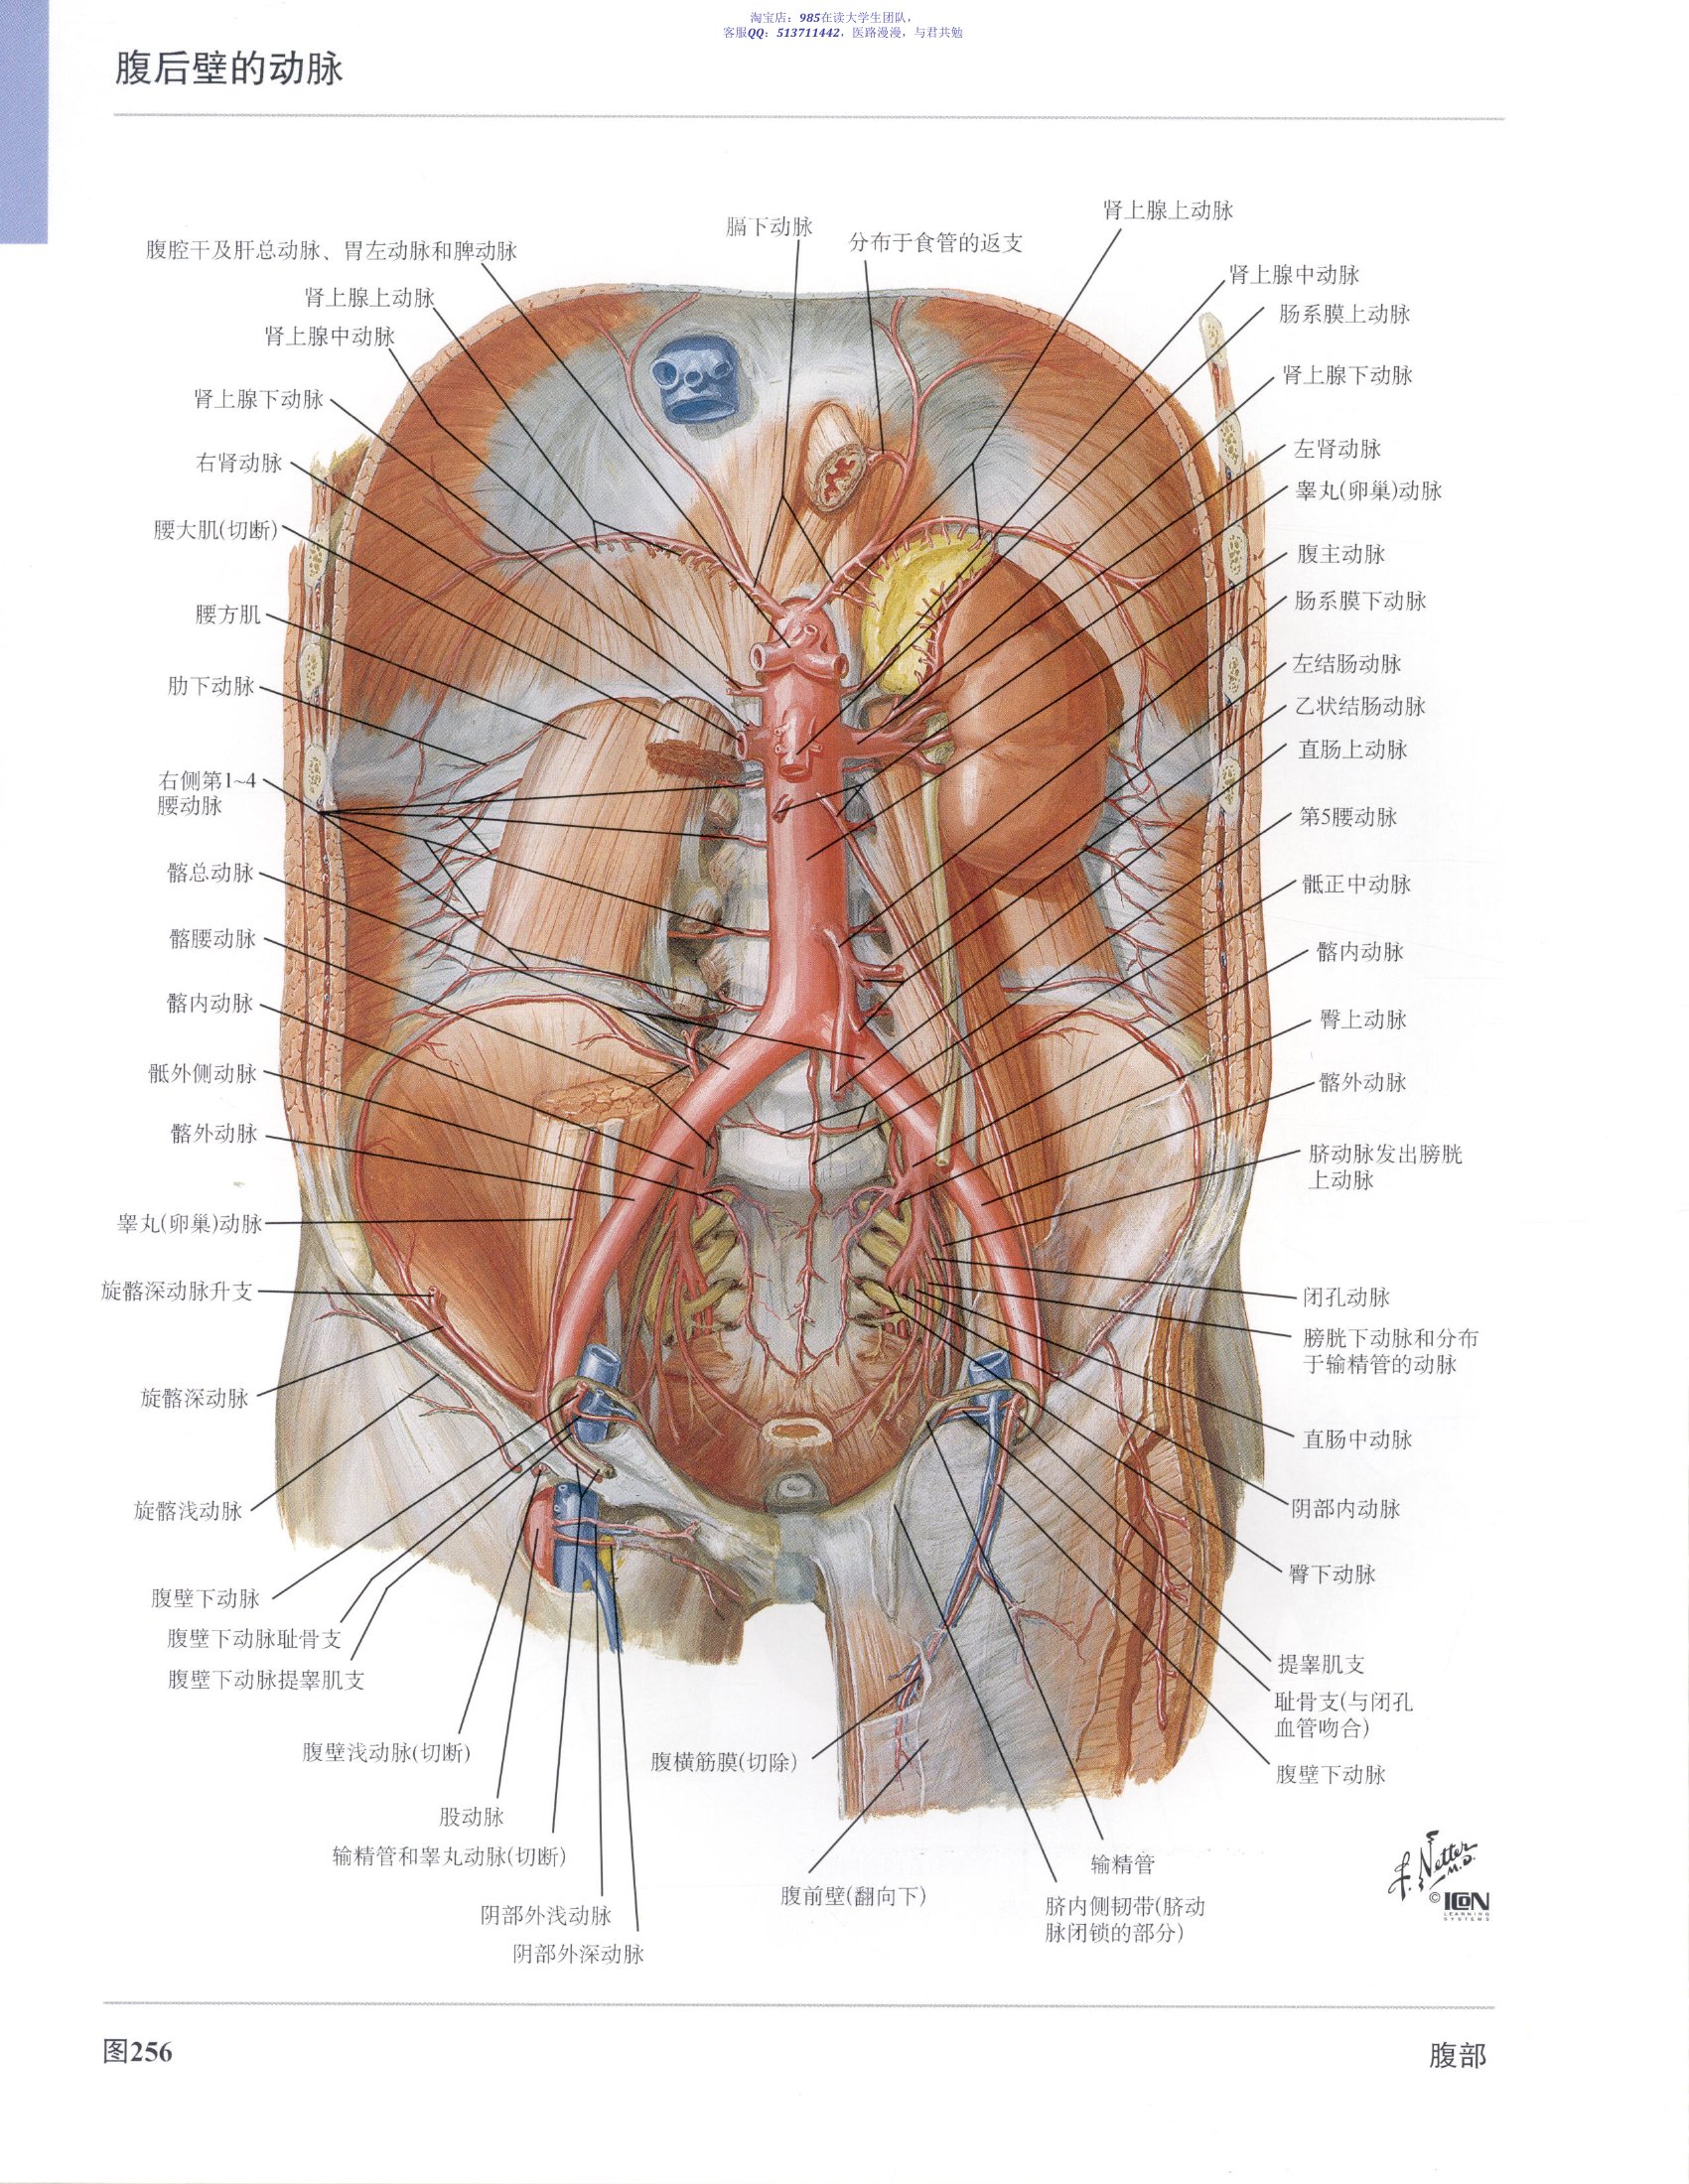 淘宝店：985在读大学生团队，
客服QQ：513711442，医路漫漫，与君共勉
腹后壁的动脉
腹腔干及肝总动脉、胃左动脉和脾动脉
肾上腺上动脉
肾上腺中动脉
肾上腺下动脉
右肾动脉
腰大肌(切断)
腰方肌
肋下动脉
右侧第1~4
腰动脉
髂总动脉
髂腰动脉
髂内动脉
骶外侧动脉
髂外动脉
睾丸(卵巢)动脉
旋髂深动脉升支
旋髂深动脉
旋髂浅动脉
腹壁下动脉
腹壁下动脉耻骨支
腹壁下动脉提睾肌支
腹壁浅动脉(切断)
股动脉
输精管和睾丸动脉(切断)
阴部外浅动脉
阴部外深动脉
膈下动脉
分布于食管的返支
肾上腺上动脉
肾上腺中动脉
肠系膜上动脉
肾上腺下动脉
左肾动脉
睾丸(卵巢)动脉
腹主动脉
肠系膜下动脉
左结肠动脉
乙状结肠动脉
直肠上动脉
第5腰动脉
骶正中动脉
髂内动脉
臀上动脉
髂外动脉
脐动脉发出膀胱
上动脉
闭孔动脉
膀胱下动脉和分布
于输精管的动脉
直肠中动脉
阴部内动脉
臀下动脉
提睾肌支
耻骨支(与闭孔
血管吻合)
腹壁下动脉
腹横筋膜(切除)
腹前壁(翻向下)
输精管
脐内侧韧带(脐动
脉闭锁的部分)
F. Netter
M.D.
© ICON
LEARNING
SYSTEMS
图256
腹部